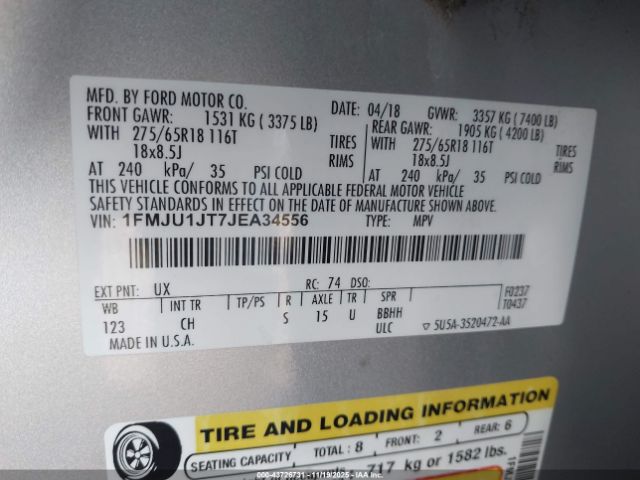 MFD. BY FORD MOTOR CO.
DATE: 04/18 GVWR: 3357 KG ( 7400 LB)
FRONT GAWR: 1531 KG ( 3375 LB) REAR GAWR: 1905 KG ( 4200 LB)
WITH 275/65R18 116T TIRES WITH 275/65R18 116T TIRES
18x8.5J RIMS 18x8.5J RIMS
AT 240 kPa/ 35 PSI COLD AT 240 kPa/ 35 PSI COLD
THIS VEHICLE CONFORMS TO ALL APPLICABLE FEDERAL MOTOR VEHICLE
SAFETY STANDARDS IN EFFECT ON THE DATE OF MANUFACTURE SHOWN ABOVE.
VIN: 1FMJU1JT7JEA34556 TYPE: MPV
EXT PNT: UX RC: 74 DSO: F0237
WB INT TR TP/PS R AXLE TR SPR T0437
123 CH S 15 U BBHH
ULC ▽ 5U5A-3520472-AA
MADE IN U.S.A.
TIRE AND LOADING INFORMATION
SEATING CAPACITY TOTAL : 8 FRONT: 2 REAR: 6
717 kg or 1582 lbs.
00-43726731 - 11/19/2025 - IAAI, Inc.